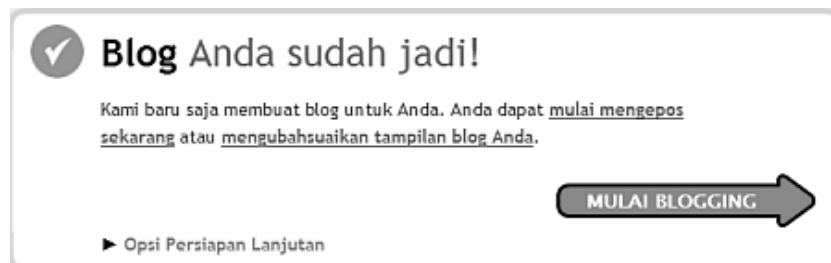 Blog Anda sudah jadi!
Kami baru saja membuat blog untuk Anda. Anda dapat mulai mengepos
sekarang atau mengubahsuaikan tampilan blog Anda.
MULAI BLOGGING
► Opsi Persiapan Lanjutan